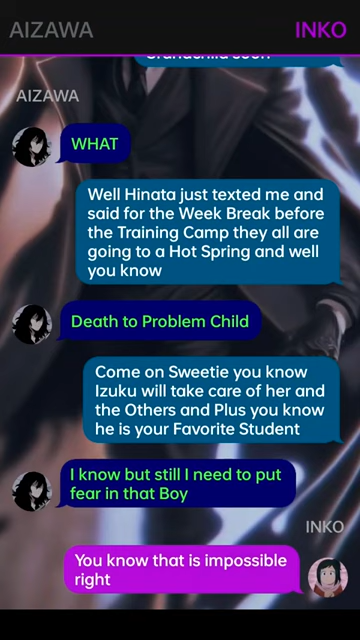 AIZAWA INKO
Grandchild soon
AIZAWA
WHAT
Well Hinata just texted me and
said for the Week Break before
the Training Camp they all are
going to a Hot Spring and well
you know
Death to Problem Child
Come on Sweetie you know
Izuku will take care of her and
the Others and Plus you know
he is your Favorite Student
I know but still I need to put
fear in that Boy
INKO
You know that is impossible
right